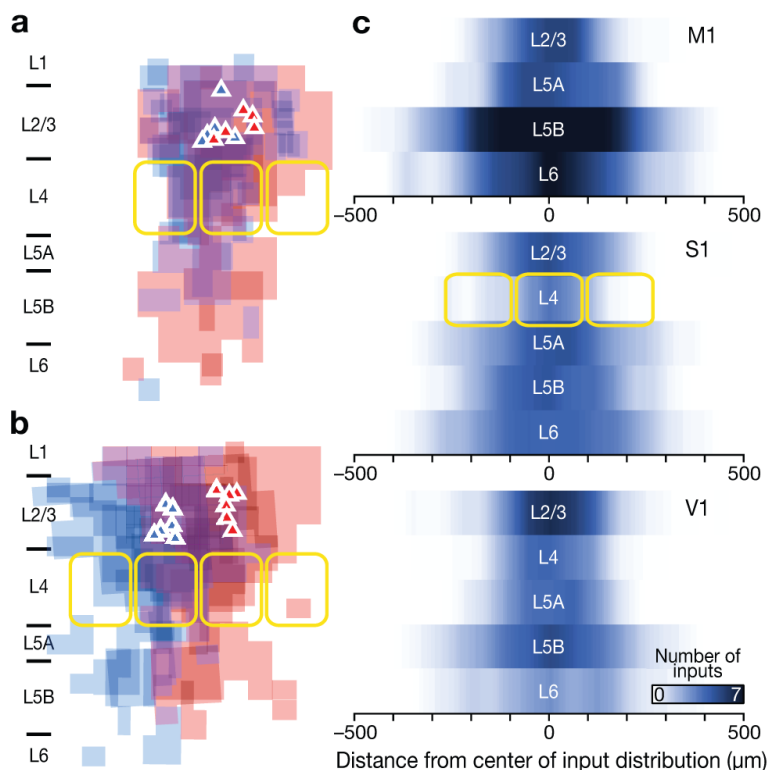 a
L1
L2/3
L4
L5A
L5B
L6
b
L1
L2/3
L4
L5A
L5B
L6
c
M1
L2/3
L5A
L5B
L6
–500 0 500
S1
L2/3
L4
L5A
L5B
L6
–500 0 500
V1
L2/3
L4
L5A
L5B
L6
Number of
inputs
0 7
–500 0 500
Distance from center of input distribution (µm)